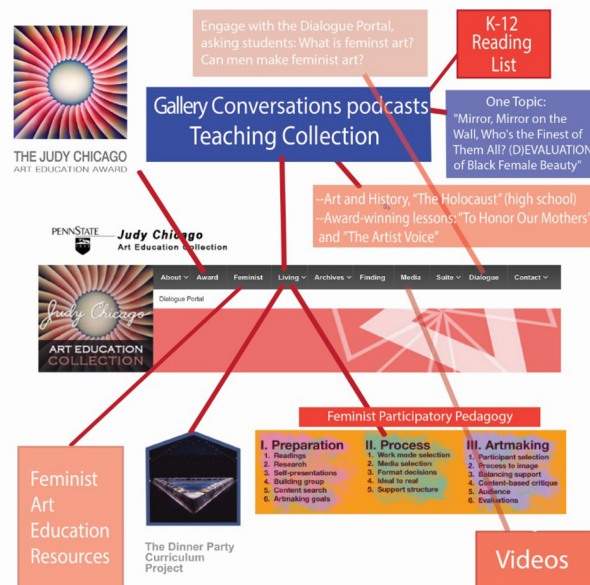 Engage with the Dialogue Portal,
asking students: What is feminst art?
Can men make feminist art?
K-12
Reading
List
Gallery Conversations podcasts
Teaching Collection
One Topic:
"Mirror, Mirror on the
Wall, Who's the Finest of
Them All? (D)EVALUATION
of Black Female Beauty"
THE JUDY CHICAGO
ART EDUCATION AWARD
--Art and History, "The Holocaust" (high school)
--Award-winning lessons: "To Honor Our Mothers"
and "The Artist Voice"
PENNSTATE
Judy Chicago
Art Education Collection
About Award Feminist Living Archives Finding Media Suite Dialogue Contact
Dialogue Portal
Judy Chicago
ART EDUCATION
COLLECTION
Feminist Participatory Pedagogy
I. Preparation
1. Readings
2. Research
3. Self-presentations
4. Building group
5. Content search
6. Artmaking goals
II. Process
1. Work mode selection
2. Media selection
3. Format decisions
4. Ideal to real
5. Support structure
III. Artmaking
1. Participant selection
2. Process to image
3. Balancing support
4. Content-based critique
5. Audience
6. Evaluations
Feminist
Art
Education
Resources
The Dinner Party
Curriculum
Project
Videos